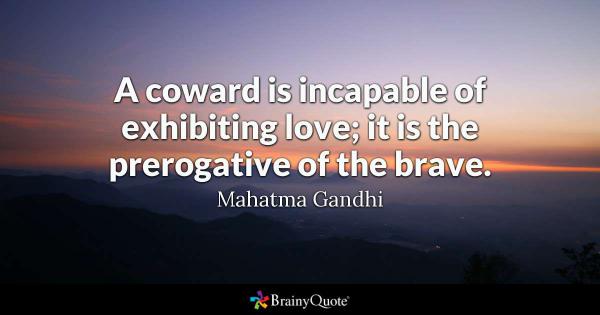 A coward is incapable of
exhibiting love; it is the
prerogative of the brave.
Mahatma Gandhi
BrainyQuote®